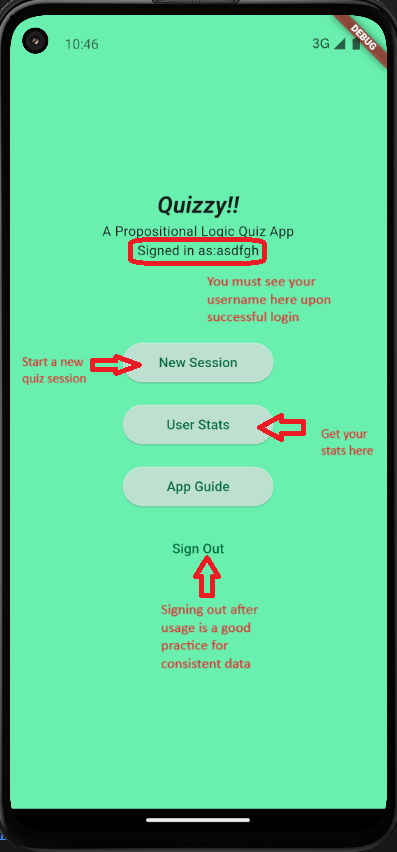 10:46
3G
DEBUG
Quizzy!!
A Propositional Logic Quiz App
Signed in as:asdfgh
You must see your
username here upon
successful login
Start a new
quiz session
New Session
User Stats
Get your
stats here
App Guide
Sign Out
Signing out after
usage is a good
practice for
consistent data